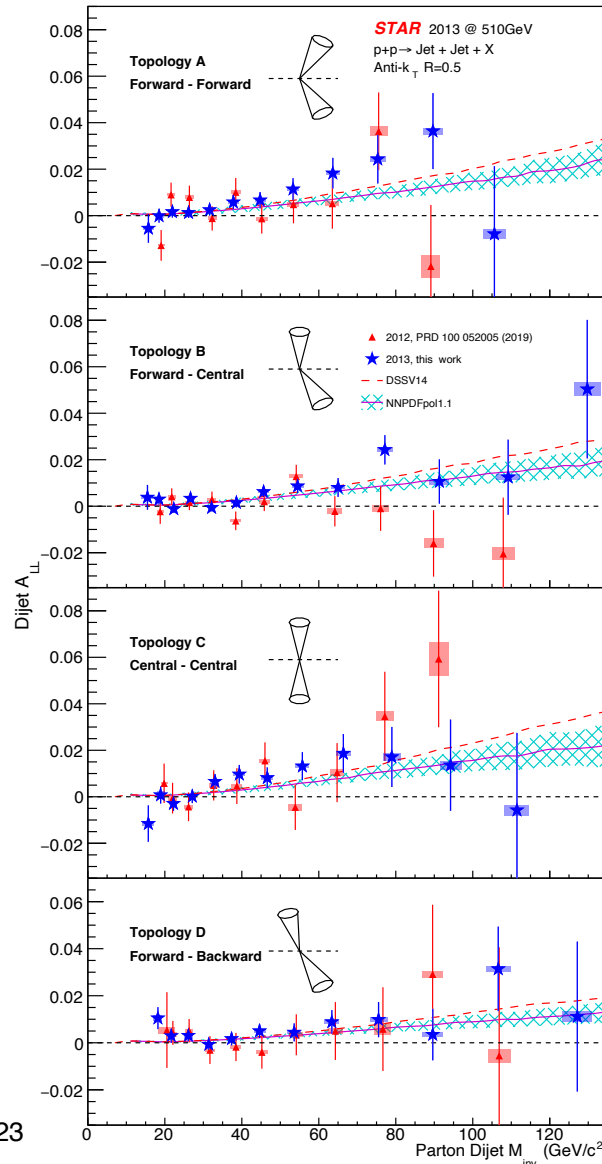 STAR 2013 @ 510GeV
p+p→ Jet + Jet + X
Anti-k_T R=0.5
Topology A
Forward - Forward
0.08
0.06
0.04
0.02
0
−0.02
Topology B
Forward - Central
2012, PRD 100 052005 (2019)
2013, this work
DSSV14
NNPDFpol1.1
0.08
0.06
0.04
0.02
0
−0.02
Dijet A_LL
Topology C
Central - Central
0.08
0.06
0.04
0.02
0
−0.02
Topology D
Forward - Backward
0.06
0.04
0.02
0
−0.02
23
0 20 40 60 80 100 120
Parton Dijet M_inv (GeV/c²